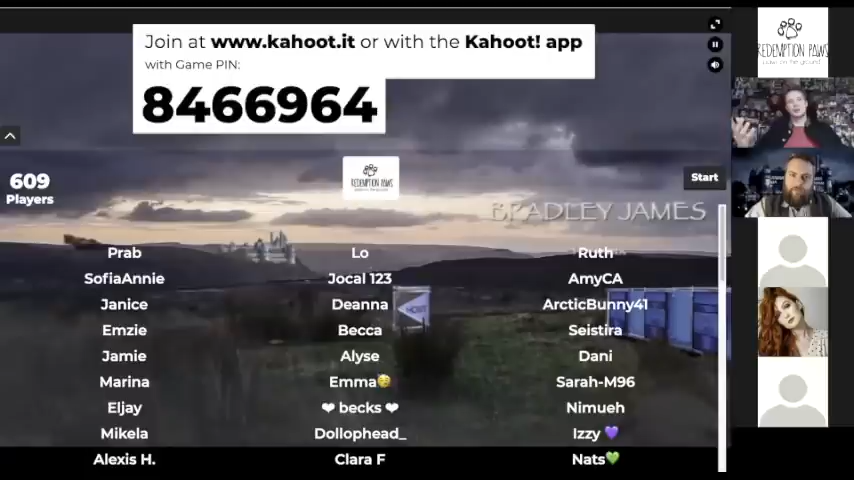 Join at www.kahoot.it or with the Kahoot! app
with Game PIN:
8466964
609
Players
REDEMPTION PAWS
Start
BRADLEY JAMES
Prab
Lo
Ruth
SofiaAnnie
Jocal 123
AmyCA
Janice
Deanna
ArcticBunny41
Emzie
Becca
Seistira
Jamie
Alyse
Dani
Marina
Emma🥳
Sarah-M96
Eljay
❤ becks ❤
Nimueh
Mikela
Dollophead_
Izzy 💜
Alexis H.
Clara F
Nats💚
REDEMPTION PAWS